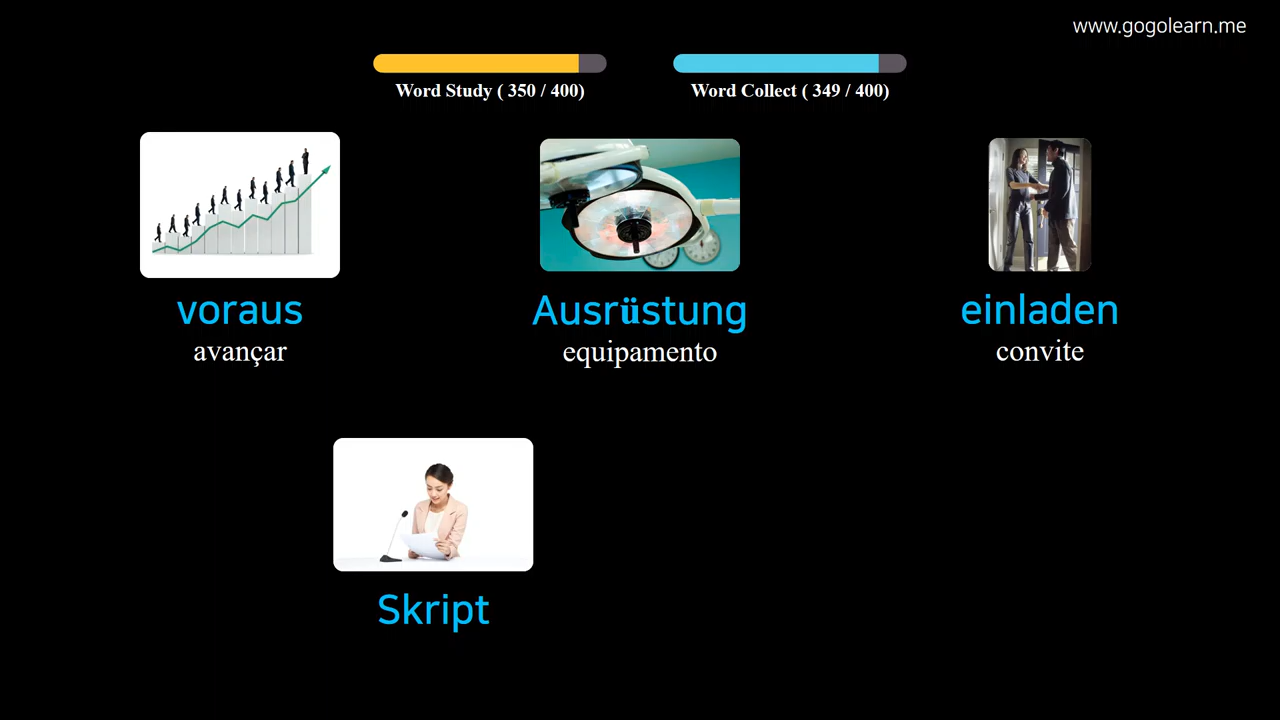 www.gogolearn.me
Word Study ( 350 / 400)
Word Collect ( 349 / 400)
voraus
avançar
Ausrüstung
equipamento
einladen
convite
Skript